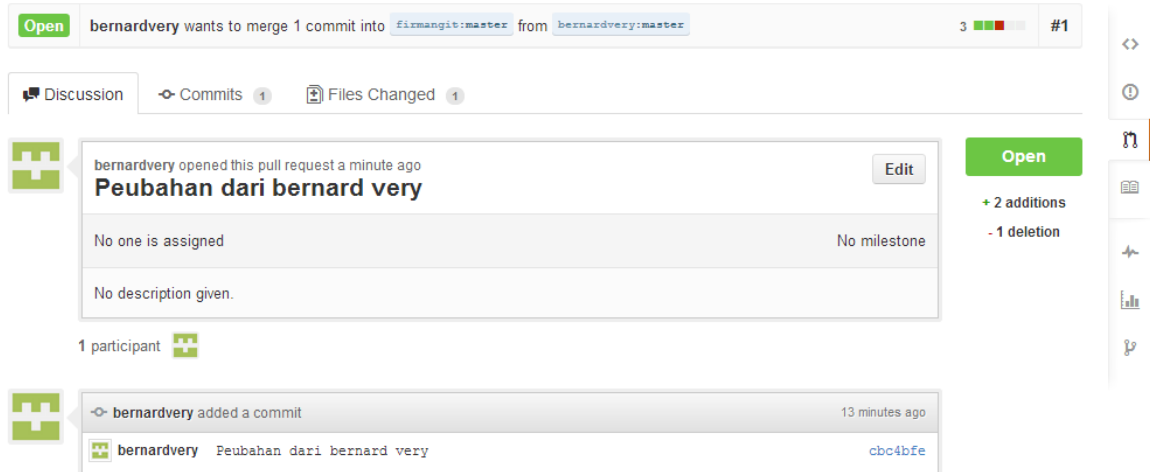 Open bernardvery wants to merge 1 commit into firmangit:master from bernardvery:master 3 #1
Discussion Commits 1 Files Changed 1
bernardvery opened this pull request a minute ago
Peubahan dari bernard very
Edit
Open
+ 2 additions
- 1 deletion
No one is assigned No milestone
No description given.
1 participant
bernardvery added a commit 13 minutes ago
bernardvery Peubahan dari bernard very cbc4bfe